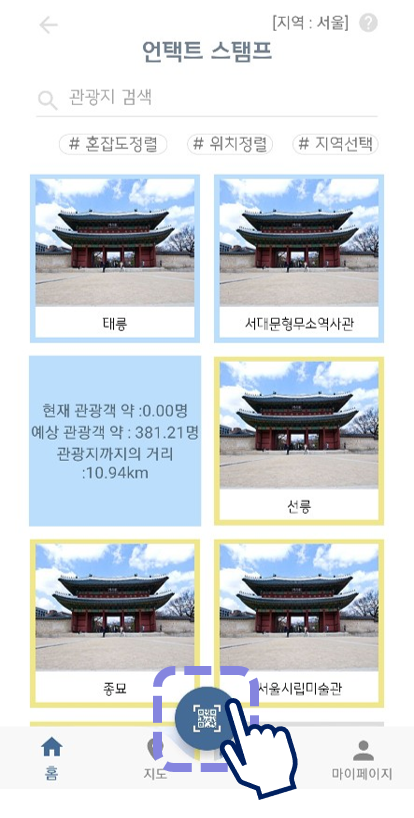 [지역 : 서울]
언택트 스탬프
관광지 검색
# 혼잡도정렬
# 위치정렬
# 지역선택
태릉
서대문형무소역사관
현재 관광객 약 :0.00명
예상 관광객 약 : 381.21명
관광지까지의 거리
:10.94km
선릉
종묘
서울시립미술관
홈
지도
마이페이지